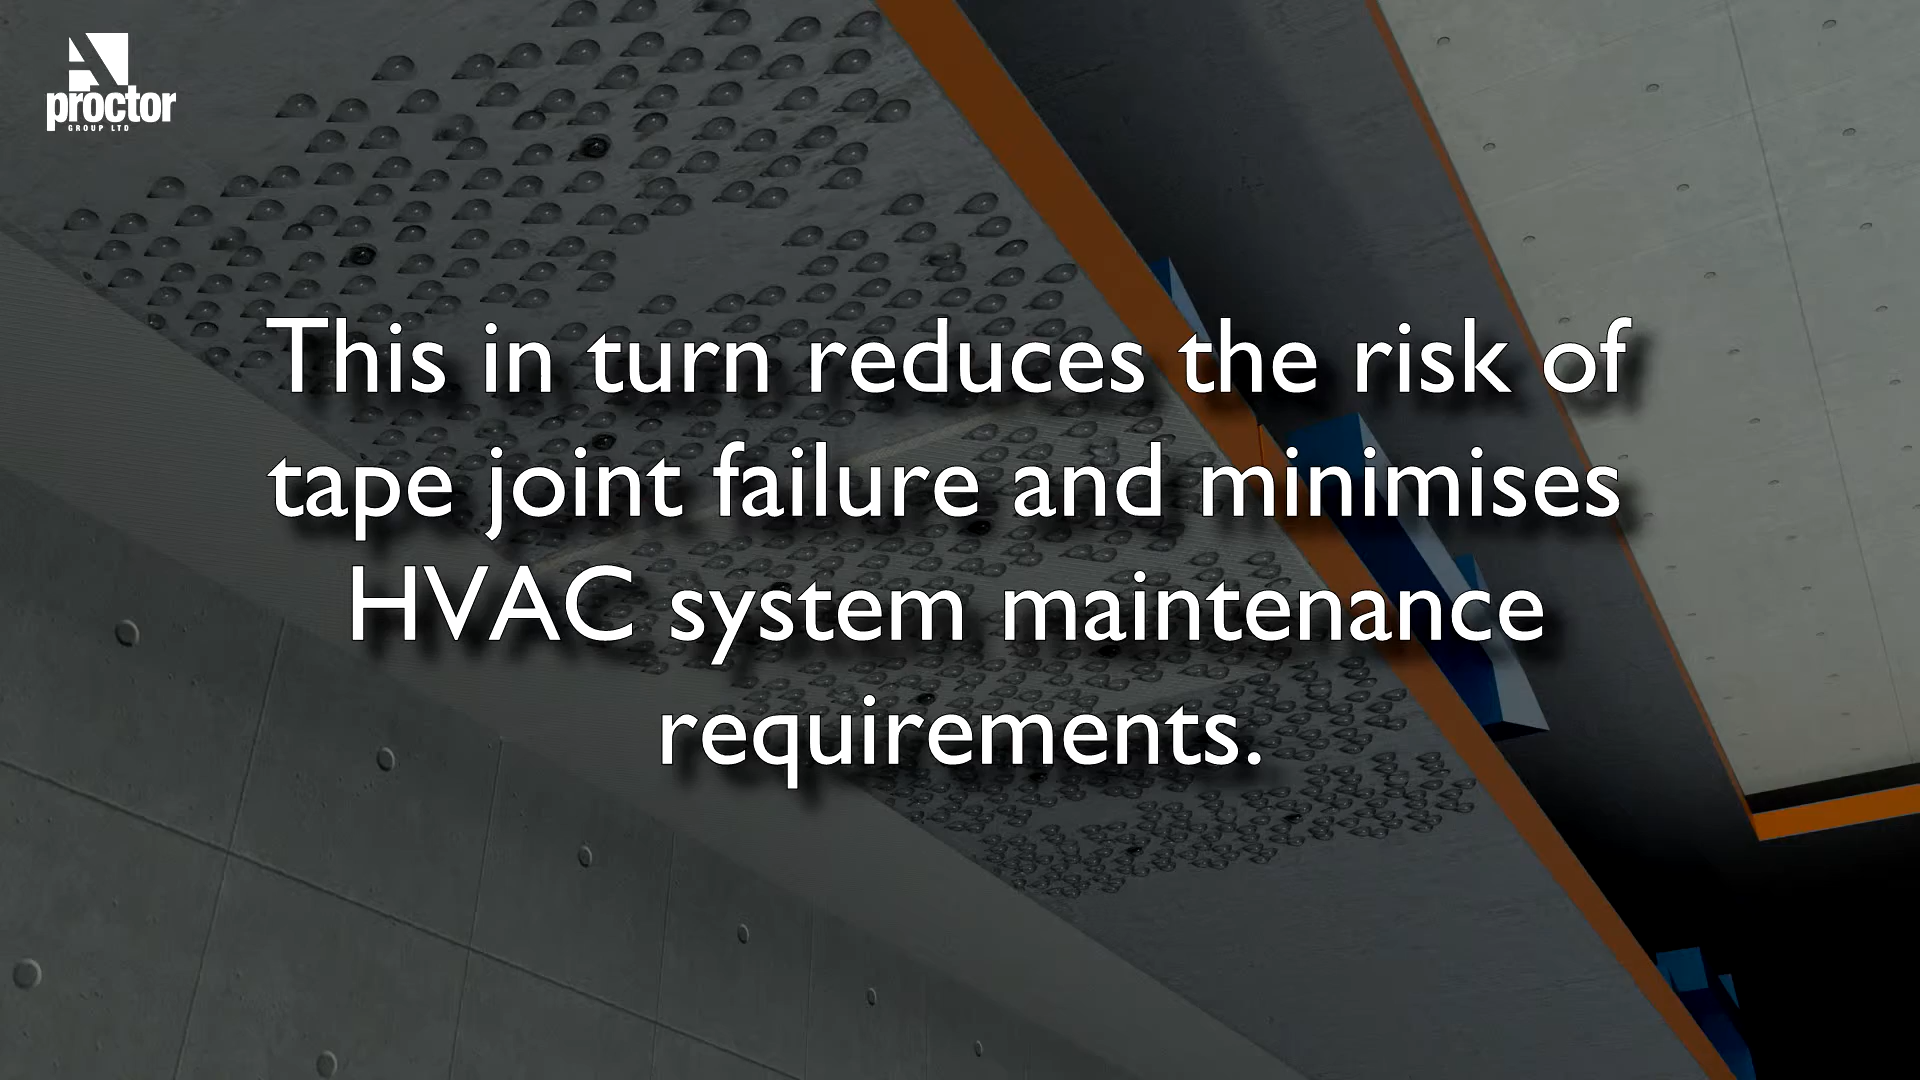 proctor
GROUP LTD
This in turn reduces the risk of
tape joint failure and minimises
HVAC system maintenance
requirements.